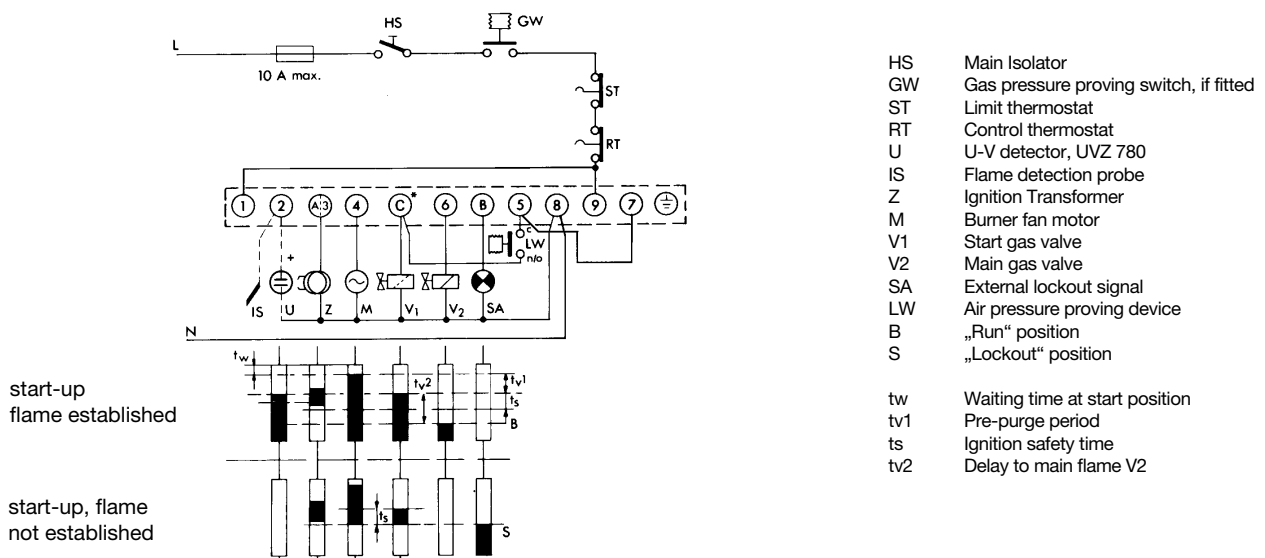 HS
GW
L
10 A max.
ST
RT
1 2 A/3 4 C* 6 B 5 8 9 7
c
LW
n/o
+
IS U Z M V1 V2 SA
N
tw
tv1
tv2
ts
B
start-up
flame established
start-up, flame
not established
ts
S
HS Main Isolator
GW Gas pressure proving switch, if fitted
ST Limit thermostat
RT Control thermostat
U U-V detector, UVZ 780
IS Flame detection probe
Z Ignition Transformer
M Burner fan motor
V1 Start gas valve
V2 Main gas valve
SA External lockout signal
LW Air pressure proving device
B „Run“ position
S „Lockout“ position
tw Waiting time at start position
tv1 Pre-purge period
ts Ignition safety time
tv2 Delay to main flame V2